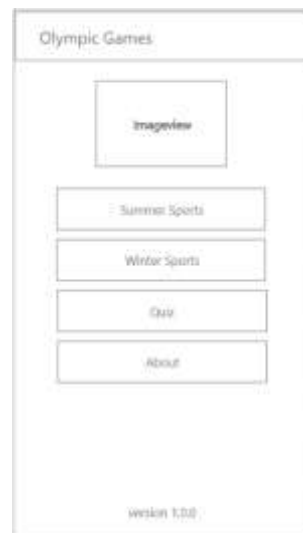 Olympic Games
Imageview
Summer Sports
Winter Sports
Quiz
About
version 1.0.0